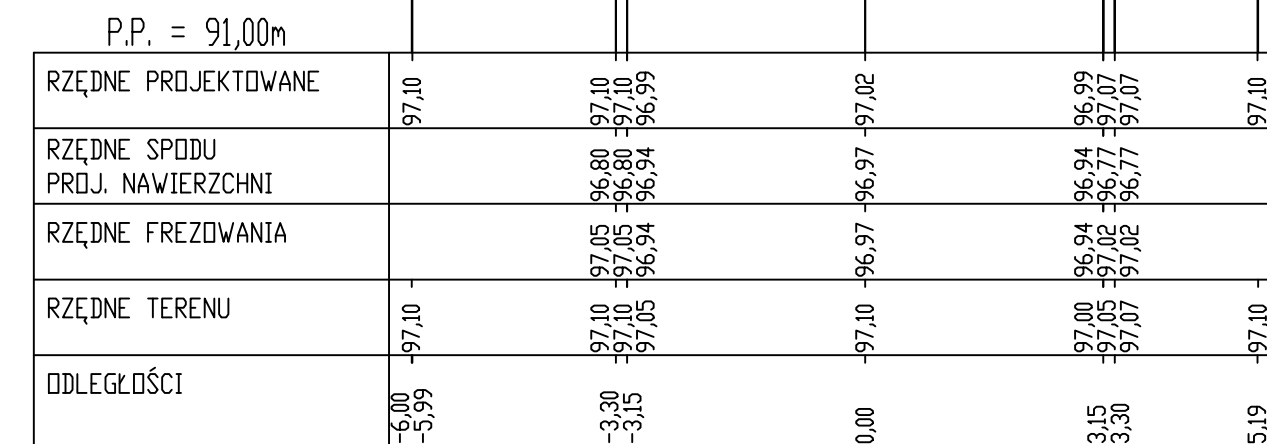 P.P. = 91,00m
RZĘDNE PROJEKTOWANE
97,10 97,10 97,10 96,99 97,02 96,99 97,07 97,07 97,10
RZĘDNE SPODU
PROJ. NAWIERZCHNI
96,80 96,80 96,94 96,97 96,94 96,77 96,77
RZĘDNE FREZOWANIA
97,05 97,05 96,94 96,97 96,94 97,02 97,02
RZĘDNE TERENU
97,10 97,10 97,10 97,05 97,10 97,00 97,05 97,07 97,10
ODLEGŁOŚCI
-6,00 -5,99 -3,30 -3,15 0,00 3,15 3,30 5,19